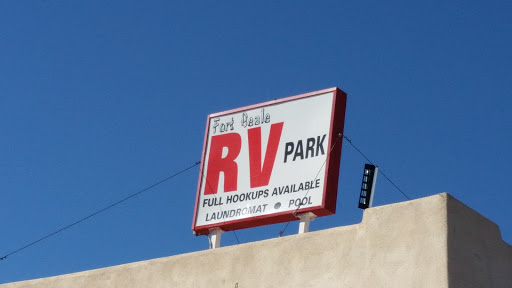 Fort Beale
RV PARK
FULL HOOKUPS AVAILABLE
LAUNDROMAT • POOL